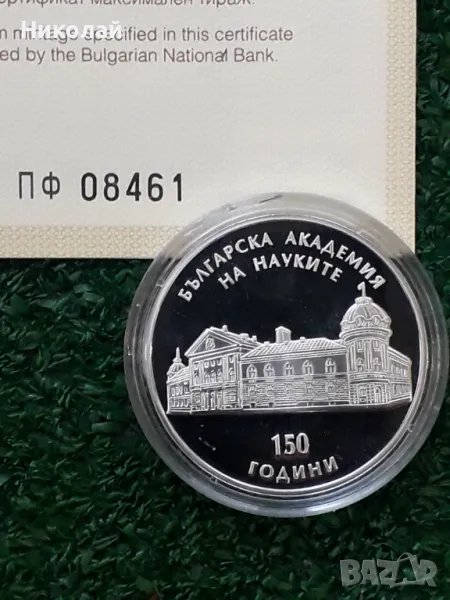 Николай
сертификат максимален тираж.
mintage specified in this certificate
by the Bulgarian National Bank.
ПФ 08461
БЪЛГАРСКА АКАДЕМИЯ
НА НАУКИТЕ
150
ГОДИНИ
BAZAR